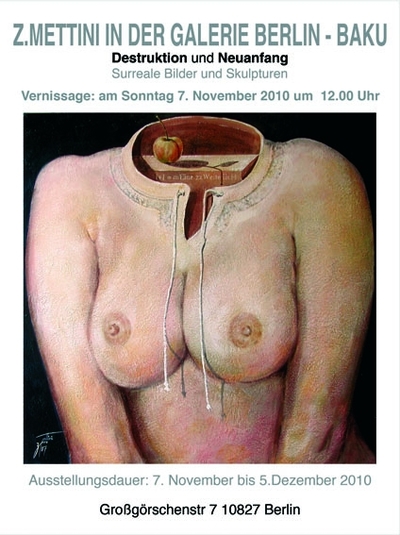 Z.METTINI IN DER GALERIE BERLIN - BAKU
Destruktion und Neuanfang
Surreale Bilder und Skulpturen
Vernissage: am Sonntag 7. November 2010 um 12.00 Uhr
Ausstellungsdauer: 7. November bis 5.Dezember 2010
Großgörschenstr 7 10827 Berlin